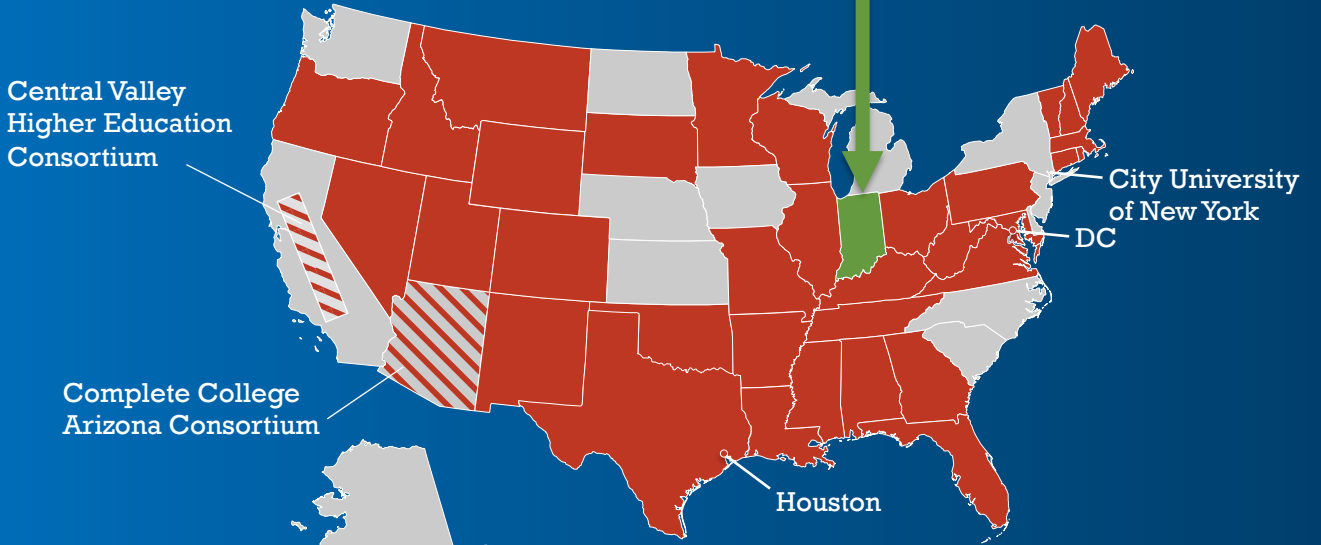 Central Valley
Higher Education
Consortium
City University
of New York
DC
Complete College
Arizona Consortium
Houston